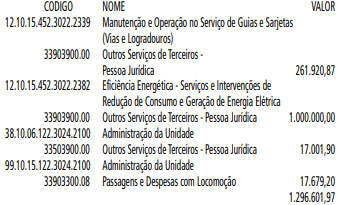 CODIGO NOME VALOR
12.10.15.452.3022.2339 Manutenção e Operação no Serviço de Guias e Sarjetas
(Vias e Logradouros)
33903900.00 Outros Serviços de Terceiros -
Pessoa Jurídica 261.920,87
12.10.15.452.3022.2382 Eficiência Energética - Serviços e Intervenções de
Redução de Consumo e Geração de Energia Elétrica
33903900.00 Outros Serviços de Terceiros - Pessoa Jurídica 1.000.000,00
38.10.06.122.3024.2100 Administração da Unidade
33503900.00 Outros Serviços de Terceiros - Pessoa Jurídica 17.001,90
99.10.15.122.3024.2100 Administração da Unidade
33903300.08 Passagens e Despesas com Locomoção 17.679,20
1.296.601,97